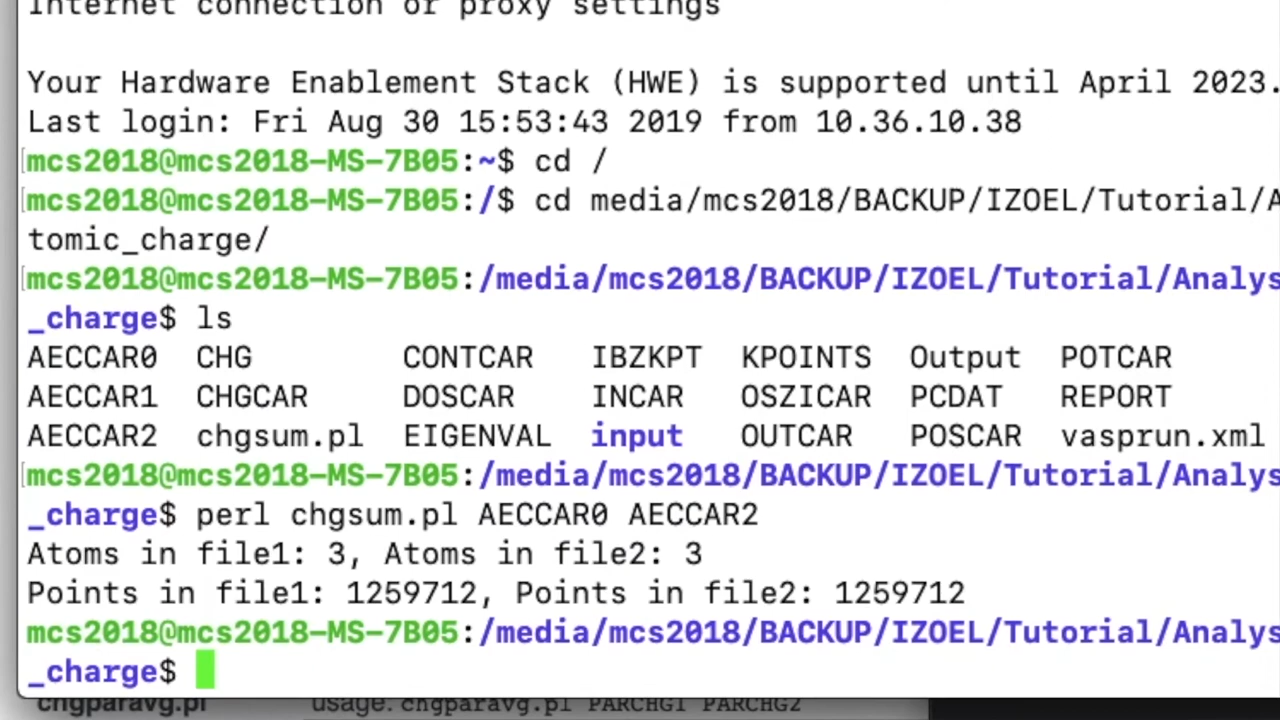 Internet connection or proxy settings
Your Hardware Enablement Stack (HWE) is supported until April 2023.
Last login: Fri Aug 30 15:53:43 2019 from 10.36.10.38
mcs2018@mcs2018-MS-7B05:~$ cd /
mcs2018@mcs2018-MS-7B05:/$ cd media/mcs2018/BACKUP/IZOEL/Tutorial/A
tomic_charge/
mcs2018@mcs2018-MS-7B05:/media/mcs2018/BACKUP/IZOEL/Tutorial/Analys
_charge$ ls
AECCAR0 CHG CONTCAR IBZKPT KPOINTS Output POTCAR
AECCAR1 CHGCAR DOSCAR INCAR OSZICAR PCDAT REPORT
AECCAR2 chgsum.pl EIGENVAL input OUTCAR POSCAR vasprun.xml
mcs2018@mcs2018-MS-7B05:/media/mcs2018/BACKUP/IZOEL/Tutorial/Analys
_charge$ perl chgsum.pl AECCAR0 AECCAR2
Atoms in file1: 3, Atoms in file2: 3
Points in file1: 1259712, Points in file2: 1259712
mcs2018@mcs2018-MS-7B05:/media/mcs2018/BACKUP/IZOEL/Tutorial/Analys
_charge$
chgparavg.pl usage: chgparavg.pl PARCHG1 PARCHG2